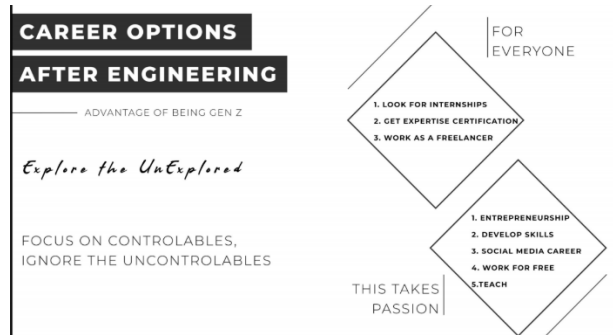 CAREER OPTIONS
AFTER ENGINEERING
ADVANTAGE OF BEING GEN Z
Explore the UnExplored
FOCUS ON CONTROLABLES,
IGNORE THE UNCONTROLABLES
FOR
EVERYONE
1. LOOK FOR INTERNSHIPS
2. GET EXPERTISE CERTIFICATION
3. WORK AS A FREELANCER
1. ENTREPRENEURSHIP
2. DEVELOP SKILLS
3. SOCIAL MEDIA CAREER
4. WORK FOR FREE
5.TEACH
THIS TAKES
PASSION